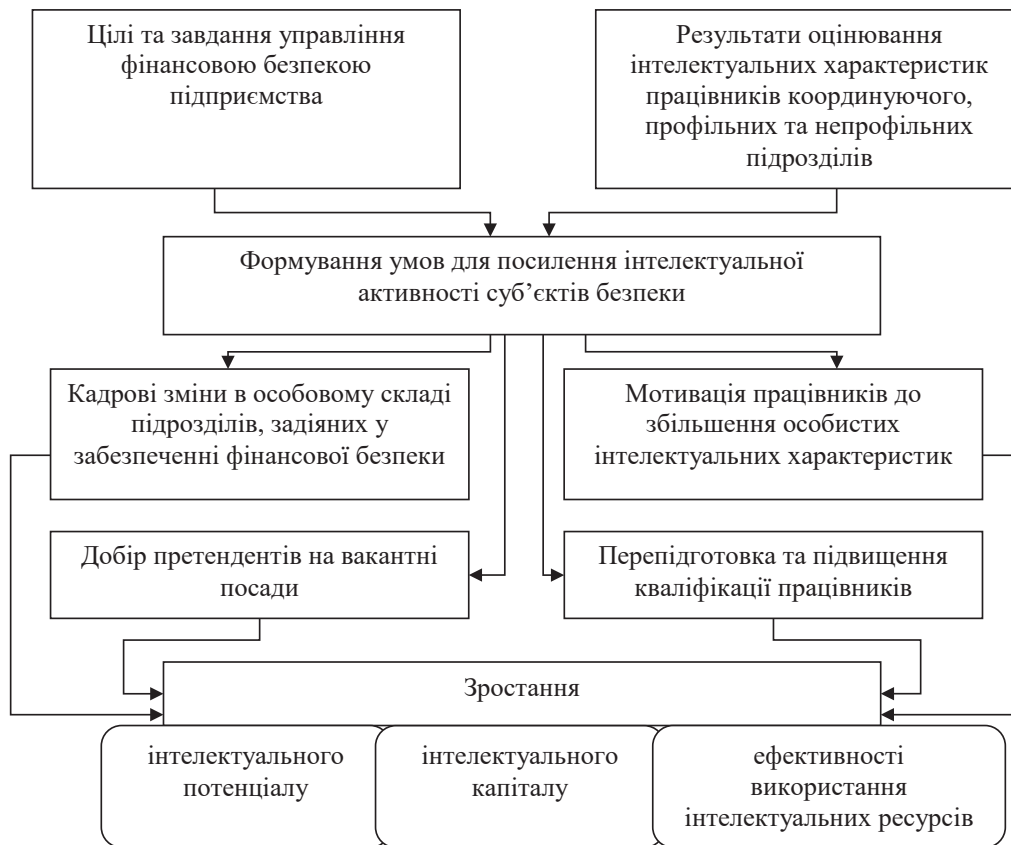 Цілі та завдання управління
фінансовою безпекою
підприємства
Результати оцінювання
інтелектуальних характеристик
працівників координуючого,
профільних та непрофільних
підрозділів
Формування умов для посилення інтелектуальної
активності суб’єктів безпеки
Кадрові зміни в особовому складі
підрозділів, задіяних у
забезпеченні фінансової безпеки
Мотивація працівників до
збільшення особистих
інтелектуальних характеристик
Добір претендентів на вакантні
посади
Перепідготовка та підвищення
кваліфікації працівників
Зростання
інтелектуального
потенціалу
інтелектуального
капіталу
ефективності
використання
інтелектуальних ресурсів